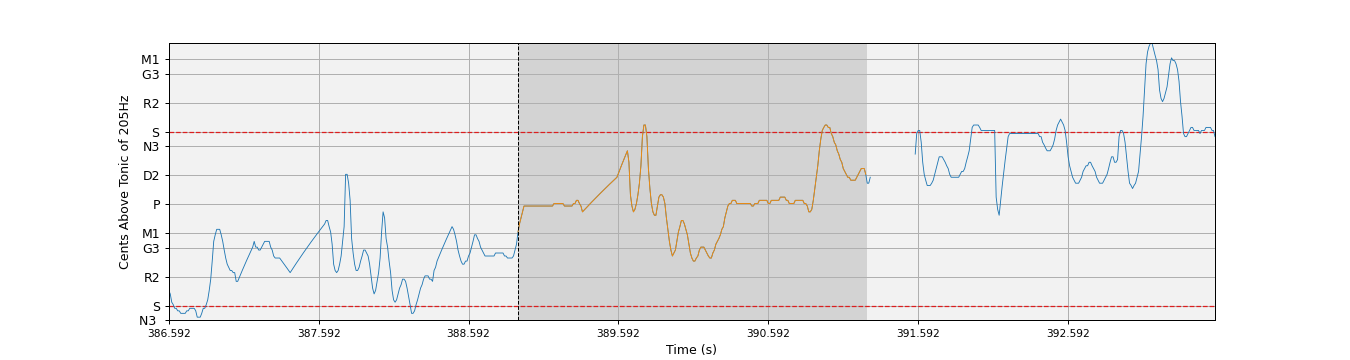 M1
G3
R2
S
N3
D2
P
M1
G3
R2
S
N3
Cents Above Tonic of 205Hz
386.592 387.592 388.592 389.592 390.592 391.592 392.592
Time (s)